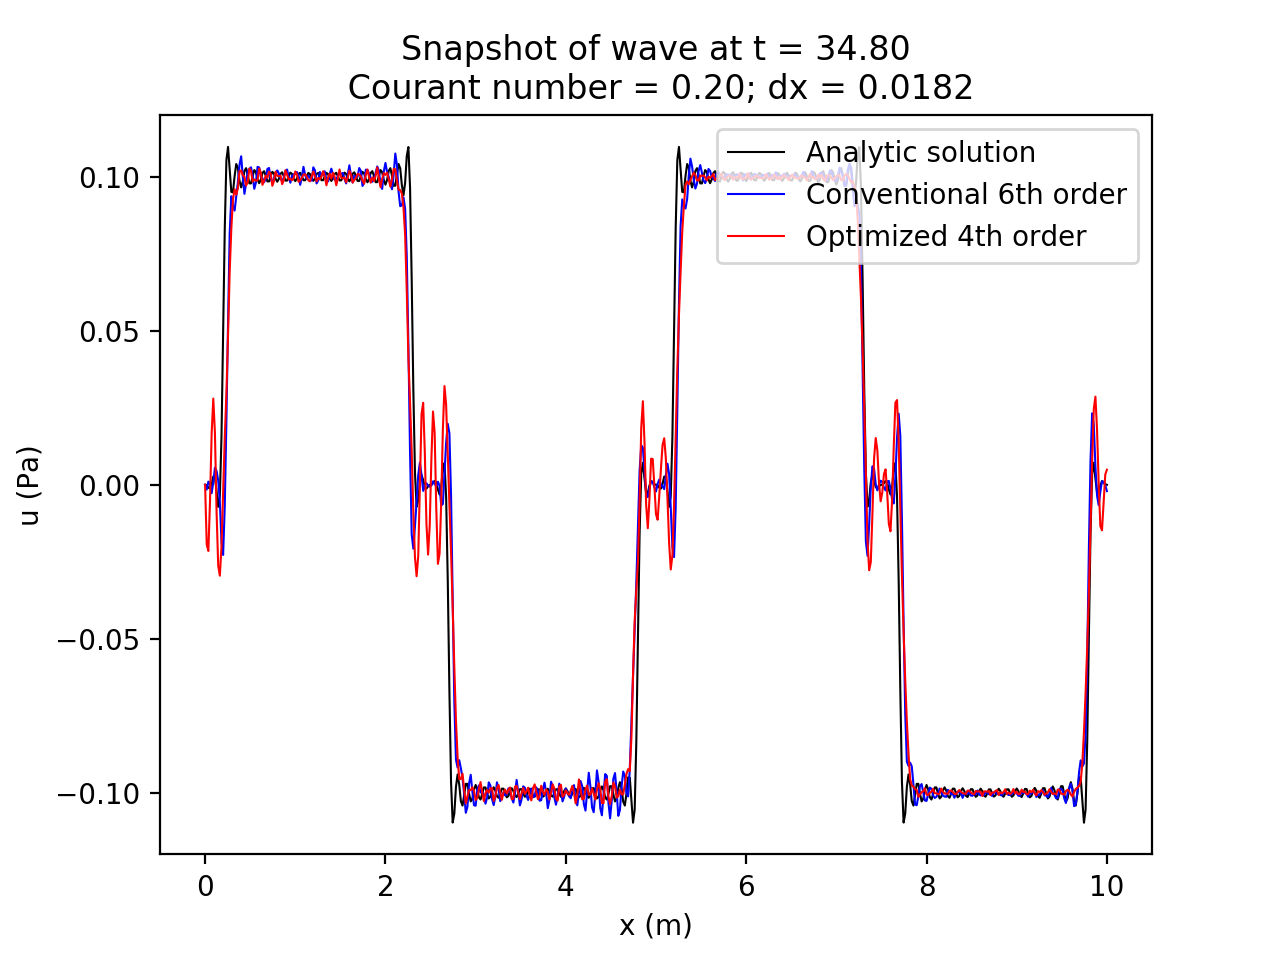 Snapshot of wave at t = 34.80
Courant number = 0.20; dx = 0.0182
Analytic solution
Conventional 6th order
Optimized 4th order
0.10
0.05
0.00
−0.05
−0.10
u (Pa)
0 2 4 6 8 10
x (m)